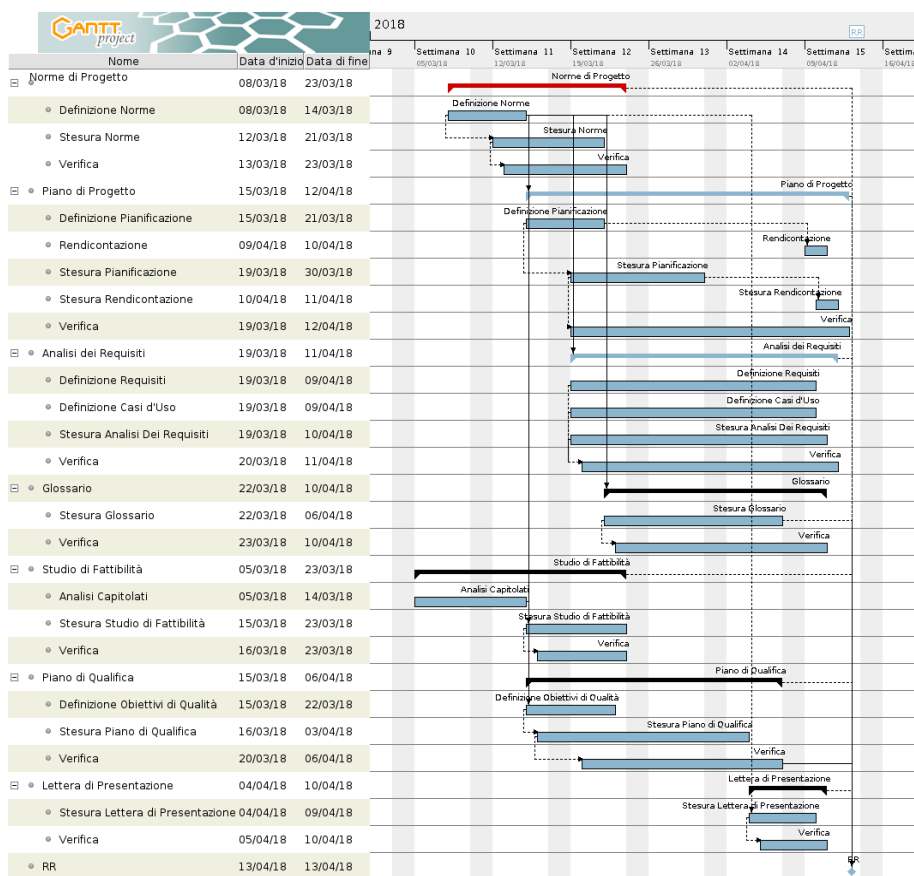 GANTT
project
2018
RR
Nome Data d'inizio Data di fine
na 9 Settimana 10 Settimana 11 Settimana 12 Settimana 13 Settimana 14 Settimana 15 Settim
05/03/18 12/03/18 19/03/18 26/03/18 02/04/18 09/04/18 16/04/18
Norme di Progetto 08/03/18 23/03/18 Norme di Progetto
Definizione Norme 08/03/18 14/03/18 Definizione Norme
Stesura Norme 12/03/18 21/03/18 Stesura Norme
Verifica 13/03/18 23/03/18 Verifica
Piano di Progetto 15/03/18 12/04/18 Piano di Progetto
Definizione Pianificazione 15/03/18 21/03/18 Definizione Pianificazione
Rendicontazione 09/04/18 10/04/18 Rendicontazione
Stesura Pianificazione 19/03/18 30/03/18 Stesura Pianificazione
Stesura Rendicontazione 10/04/18 11/04/18 Stesura Rendicontazione
Verifica 19/03/18 12/04/18 Verifica
Analisi dei Requisiti 19/03/18 11/04/18 Analisi dei Requisiti
Definizione Requisiti 19/03/18 09/04/18 Definizione Requisiti
Definizione Casi d'Uso 19/03/18 09/04/18 Definizione Casi d'Uso
Stesura Analisi Dei Requisiti 19/03/18 10/04/18 Stesura Analisi Dei Requisiti
Verifica 20/03/18 11/04/18 Verifica
Glossario 22/03/18 10/04/18 Glossario
Stesura Glossario 22/03/18 06/04/18 Stesura Glossario
Verifica 23/03/18 10/04/18 Verifica
Studio di Fattibilità 05/03/18 23/03/18 Studio di Fattibilità
Analisi Capitolati 05/03/18 14/03/18 Analisi Capitolati
Stesura Studio di Fattibilità 15/03/18 23/03/18 Stesura Studio di Fattibilità
Verifica 16/03/18 23/03/18 Verifica
Piano di Qualifica 15/03/18 06/04/18 Piano di Qualifica
Definizione Obiettivi di Qualità 15/03/18 22/03/18 Definizione Obiettivi di Qualità
Stesura Piano di Qualifica 16/03/18 03/04/18 Stesura Piano di Qualifica
Verifica 20/03/18 06/04/18 Verifica
Lettera di Presentazione 04/04/18 10/04/18 Lettera di Presentazione
Stesura Lettera di Presentazione 04/04/18 09/04/18 Stesura Lettera di Presentazione
Verifica 05/04/18 10/04/18 Verifica
RR 13/04/18 13/04/18 RR